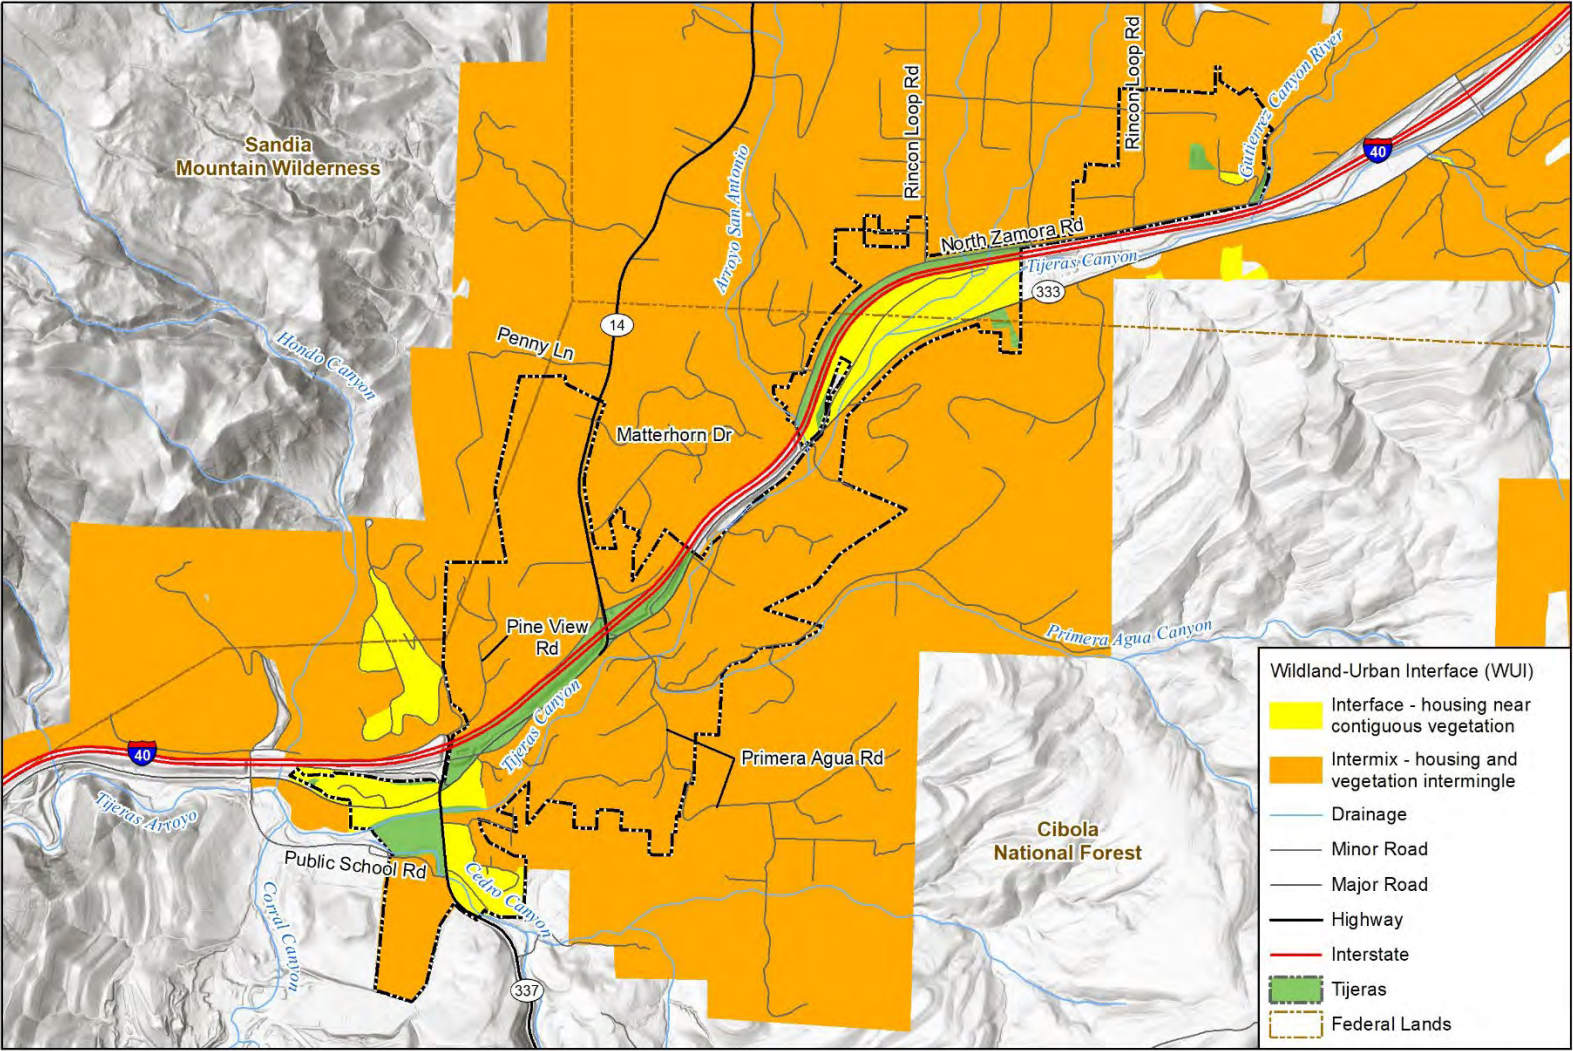 Sandia
Mountain Wilderness
Rincon Loop Rd
Rincon Loop Rd
Gutierrez Canyon River
40
Arroyo San Antonio
North Zamora Rd
Tijeras Canyon
333
14
Penny Ln
Hondo Canyon
Matterhorn Dr
Pine View
Rd
Primera Agua Canyon
Tijeras Canyon
40
Primera Agua Rd
Tijeras Arroyo
Public School Rd
Cedro Canyon
Corral Canyon
337
Cibola
National Forest
Wildland-Urban Interface (WUI)
Interface - housing near
contiguous vegetation
Intermix - housing and
vegetation intermingle
Drainage
Minor Road
Major Road
Highway
Interstate
Tijeras
Federal Lands